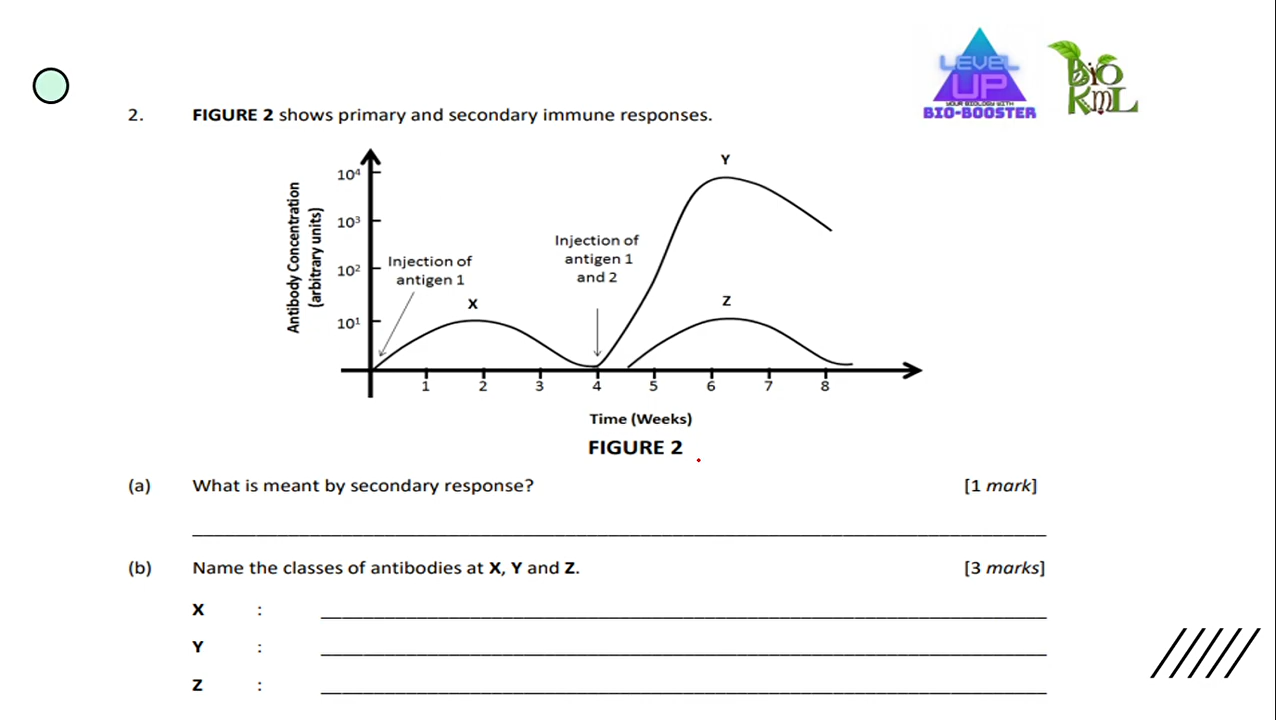 LEVEL
UP
YOUR BIOLOGY WITH
BIO-BOOSTER
BiO
KmL
2. FIGURE 2 shows primary and secondary immune responses.
Antibody Concentration
(arbitrary units)
10⁴
10³
10²
10¹
Injection of
antigen 1
X
Injection of
antigen 1
and 2
Y
Z
1 2 3 4 5 6 7 8
Time (Weeks)
FIGURE 2
(a) What is meant by secondary response? [1 mark]
(b) Name the classes of antibodies at X, Y and Z. [3 marks]
X :
Y :
Z :